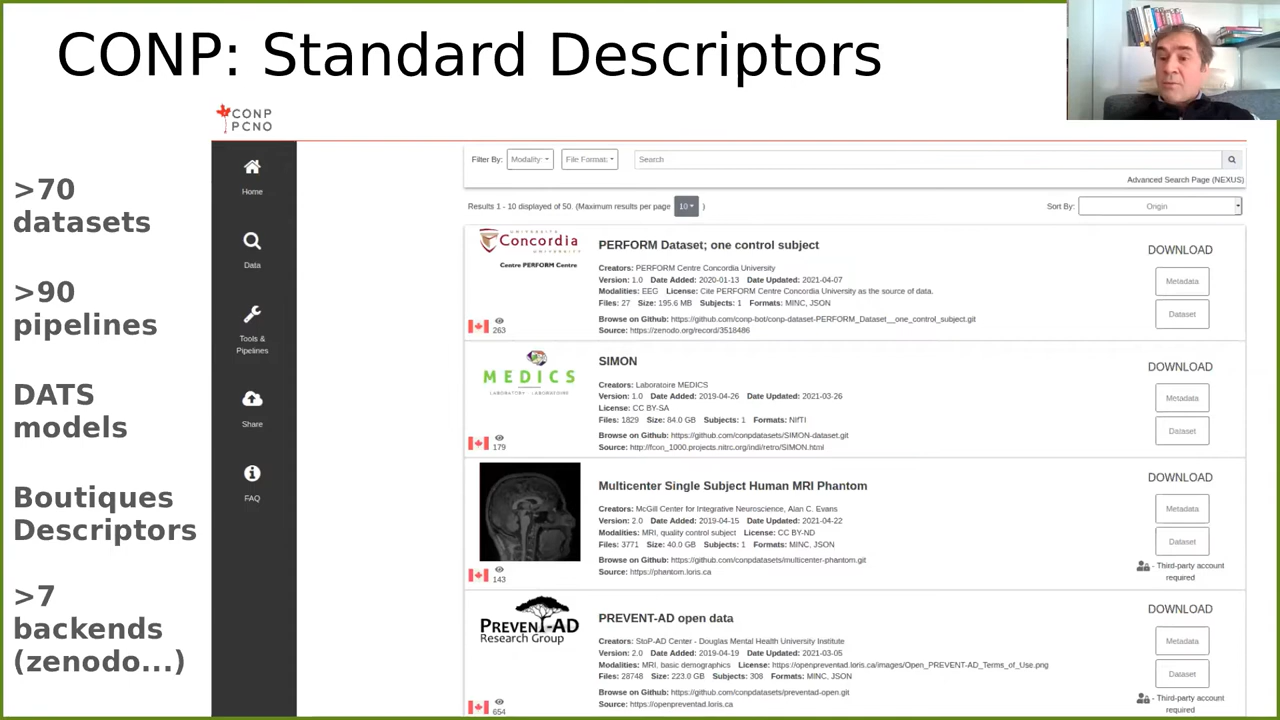 CONP: Standard Descriptors
CONP
PCNO
>70
datasets
>90
pipelines
DATS
models
Boutiques
Descriptors
>7
backends
(zenodo...)
Home
Data
Tools &
Pipelines
Share
FAQ
Filter By: Modality: File Format: Search
Advanced Search Page (NEXUS)
Results 1 - 10 displayed of 50. (Maximum results per page 10 )
Sort By: Origin
UNIVERSITÉ
Concordia
UNIVERSITY
Centre PERFORM Centre
263
PERFORM Dataset; one control subject
Creators: PERFORM Centre Concordia University
Version: 1.0 Date Added: 2020-01-13 Date Updated: 2021-04-07
Modalities: EEG License: Cite PERFORM Centre Concordia University as the source of data.
Files: 27 Size: 195.6 MB Subjects: 1 Formats: MINC, JSON
Browse on Github: https://github.com/conp-bot/conp-dataset-PERFORM_Dataset__one_control_subject.git
Source: https://zenodo.org/record/3518486
DOWNLOAD
Metadata
Dataset
MEDICS
LABORATORY LABORATOIRE
179
SIMON
Creators: Laboratoire MEDICS
Version: 1.0 Date Added: 2019-04-26 Date Updated: 2021-03-26
License: CC BY-SA
Files: 1829 Size: 84.0 GB Subjects: 1 Formats: NIfTI
Browse on Github: https://github.com/conpdatasets/SIMON-dataset.git
Source: http://fcon_1000.projects.nitrc.org/indi/retro/SIMON.html
DOWNLOAD
Metadata
Dataset
143
Multicenter Single Subject Human MRI Phantom
Creators: McGill Center for Integrative Neuroscience, Alan C. Evans
Version: 2.0 Date Added: 2019-04-15 Date Updated: 2021-04-22
Modalities: MRI, quality control subject License: CC BY-ND
Files: 3771 Size: 40.0 GB Subjects: 1 Formats: MINC, JSON
Browse on Github: https://github.com/conpdatasets/multicenter-phantom.git
Source: https://phantom.loris.ca
DOWNLOAD
Metadata
Dataset
- Third-party account
required
PREVENT-AD
Research Group
654
PREVENT-AD open data
Creators: StoP-AD Center - Douglas Mental Health University Institute
Version: 2.0 Date Added: 2019-04-19 Date Updated: 2021-03-05
Modalities: MRI, basic demographics License: https://openpreventad.loris.ca/images/Open_PREVENT-AD_Terms_of_Use.png
Files: 28748 Size: 223.0 GB Subjects: 308 Formats: MINC, JSON
Browse on Github: https://github.com/conpdatasets/preventad-open.git
Source: https://openpreventad.loris.ca
DOWNLOAD
Metadata
Dataset
- Third-party account
required